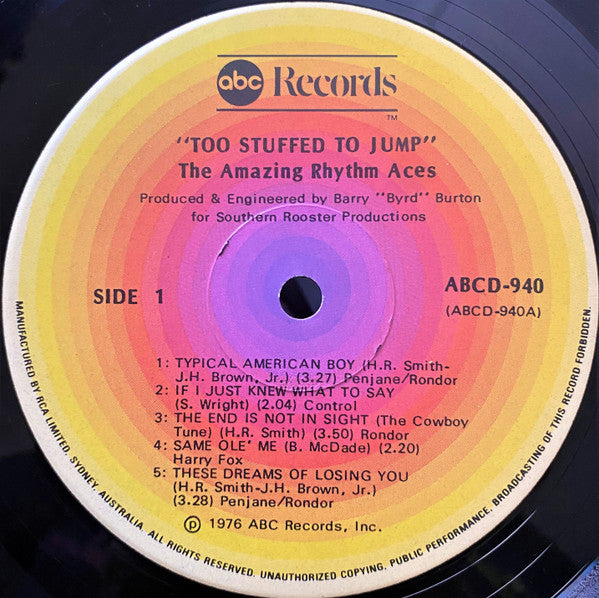 abc Records
TM
"TOO STUFFED TO JUMP"
The Amazing Rhythm Aces
Produced & Engineered by Barry "Byrd" Burton
for Southern Rooster Productions
SIDE 1
ABCD-940
(ABCD-940A)
1: TYPICAL AMERICAN BOY (H.R. Smith-
J.H. Brown, Jr.) (3.27) Penjane/Rondor
2: IF I JUST KNEW WHAT TO SAY
(S. Wright) (2.04) Control
3: THE END IS NOT IN SIGHT (The Cowboy
Tune) (H.R. Smith) (3.50) Rondor
4: SAME OLE' ME (B. McDade) (2.20)
Harry Fox
5: THESE DREAMS OF LOSING YOU
(H.R. Smith-J.H. Brown, Jr.)
(3.28) Penjane/Rondor
℗ 1976 ABC Records, Inc.
MANUFACTURED BY RCA LIMITED, SYDNEY, AUSTRALIA. ALL RIGHTS RESERVED. UNAUTHORIZED COPYING, PUBLIC PERFORMANCE, BROADCASTING OF THIS RECORD FORBIDDEN.